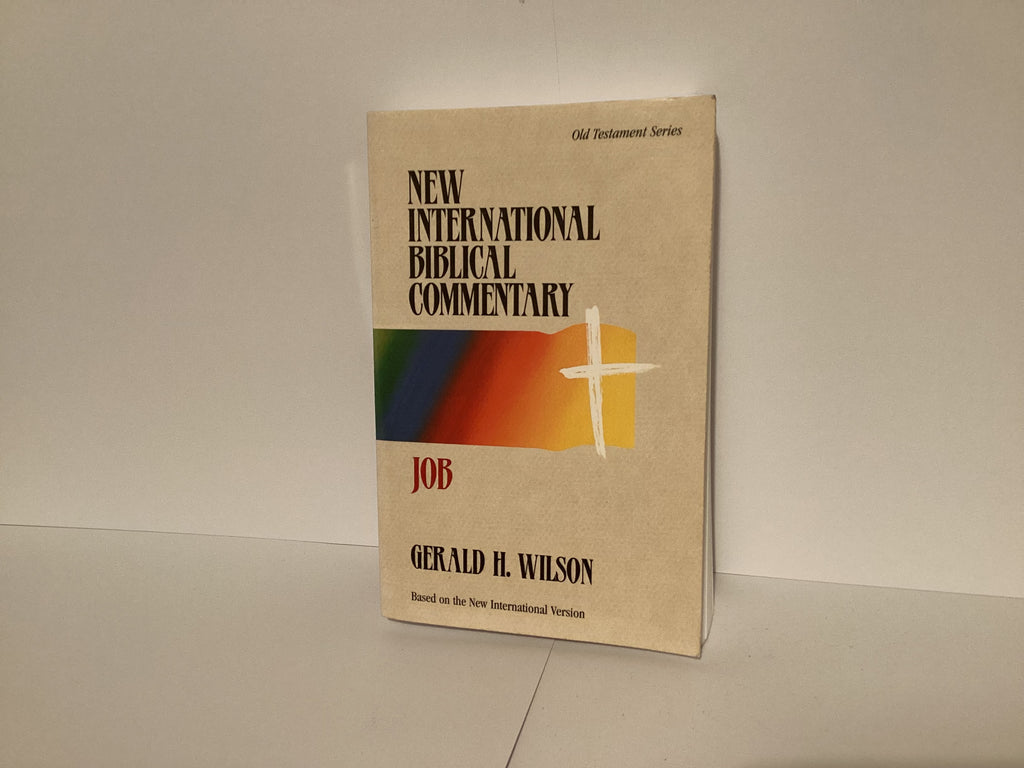 Old Testament Series
NEW
INTERNATIONAL
BIBLICAL
COMMENTARY
JOB
GERALD H. WILSON
Based on the New International Version